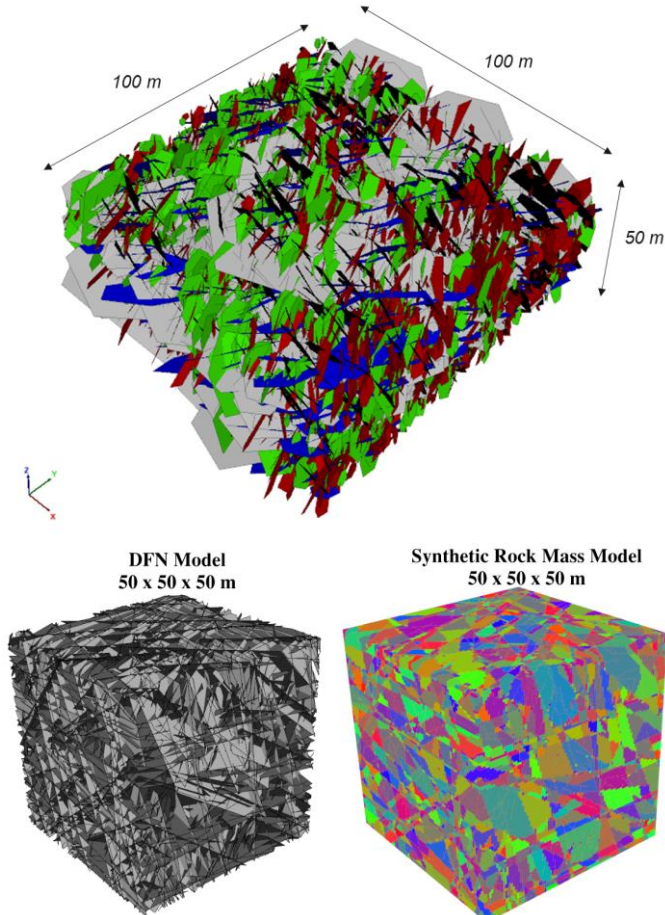 100 m
100 m
50 m
Z
Y
X
DFN Model
50 x 50 x 50 m
Synthetic Rock Mass Model
50 x 50 x 50 m